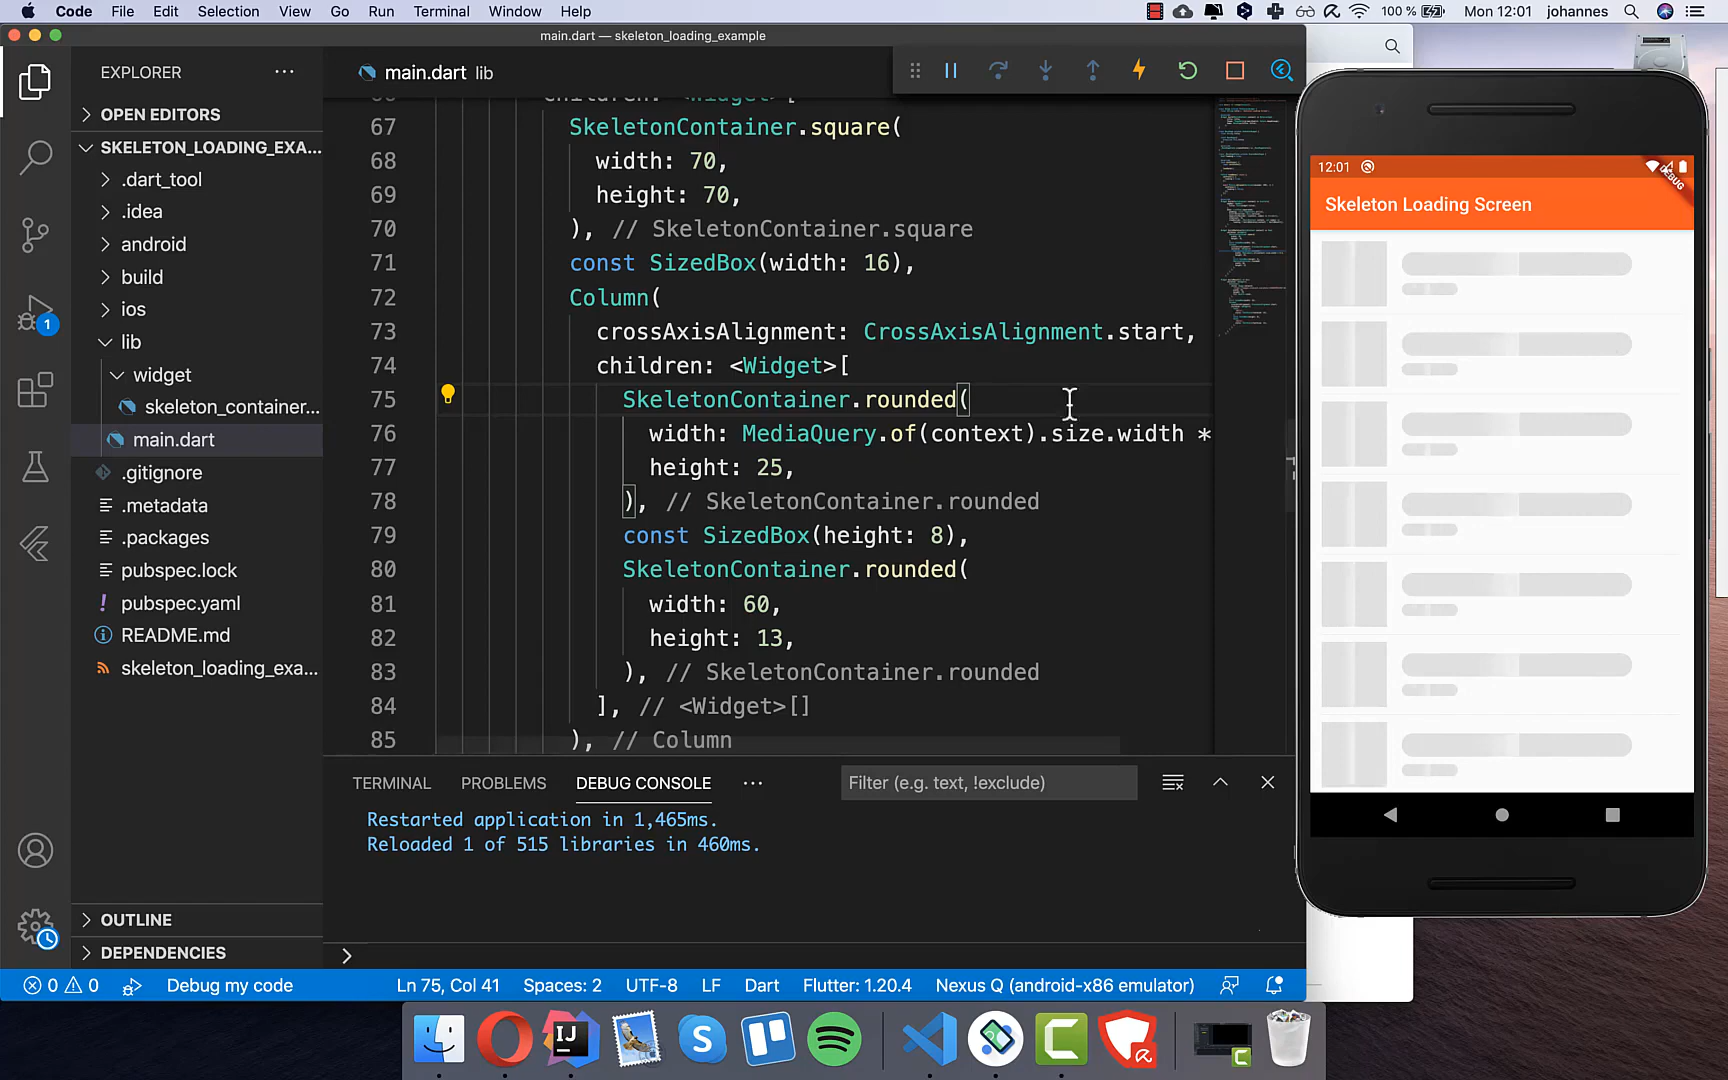 Code File Edit Selection View Go Run Terminal Window Help 100 % Mon 12:01 johannes
main.dart — skeleton_loading_example
EXPLORER
OPEN EDITORS
SKELETON_LOADING_EXA...
.dart_tool
.idea
android
build
ios
lib
widget
skeleton_container...
main.dart
.gitignore
.metadata
.packages
pubspec.lock
pubspec.yaml
README.md
skeleton_loading_exa...
OUTLINE
DEPENDENCIES
1
main.dart lib
children: <Widget>[
67 SkeletonContainer.square(
68 width: 70,
69 height: 70,
70 ), // SkeletonContainer.square
71 const SizedBox(width: 16),
72 Column(
73 crossAxisAlignment: CrossAxisAlignment.start,
74 children: <Widget>[
75 SkeletonContainer.rounded(
76 width: MediaQuery.of(context).size.width *
77 height: 25,
78 ), // SkeletonContainer.rounded
79 const SizedBox(height: 8),
80 SkeletonContainer.rounded(
81 width: 60,
82 height: 13,
83 ), // SkeletonContainer.rounded
84 ], // <Widget>[]
85 ), // Column
TERMINAL PROBLEMS DEBUG CONSOLE ... Filter (e.g. text, !exclude)
Restarted application in 1,465ms.
Reloaded 1 of 515 libraries in 460ms.
0 0 Debug my code Ln 75, Col 41 Spaces: 2 UTF-8 LF Dart Flutter: 1.20.4 Nexus Q (android-x86 emulator)
12:01
DEBUG
Skeleton Loading Screen